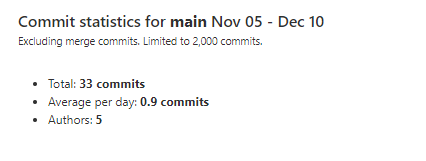 Commit statistics for main Nov 05 - Dec 10
Excluding merge commits. Limited to 2,000 commits.
Total: 33 commits
Average per day: 0.9 commits
Authors: 5